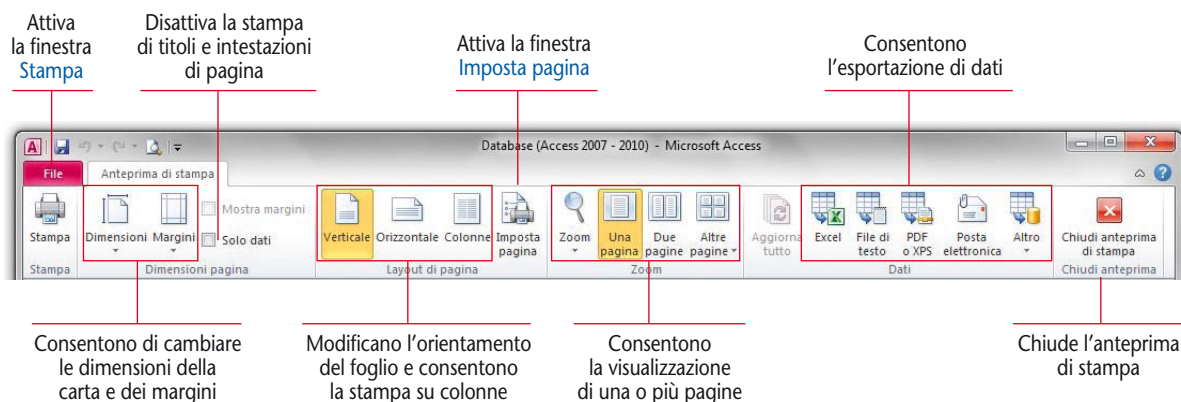 Attiva
la finestra
Stampa
Disattiva la stampa
di titoli e intestazioni
di pagina
Attiva la finestra
Imposta pagina
Consentono
l'esportazione di dati
Database (Access 2007 - 2010) - Microsoft Access
File
Anteprima di stampa
Stampa
Dimensioni
Margini
Mostra margini
Solo dati
Verticale
Orizzontale
Colonne
Imposta
pagina
Zoom
Una
pagina
Due
pagine
Altre
pagine
Aggiorna
tutto
Excel
File di
testo
PDF
o XPS
Posta
elettronica
Altro
Chiudi anteprima
di stampa
Stampa
Dimensioni pagina
Layout di pagina
Zoom
Dati
Chiudi anteprima
Consentono di cambiare
le dimensioni della
carta e dei margini
Modificano l'orientamento
del foglio e consentono
la stampa su colonne
Consentono
la visualizzazione
di una o più pagine
Chiude l'anteprima
di stampa